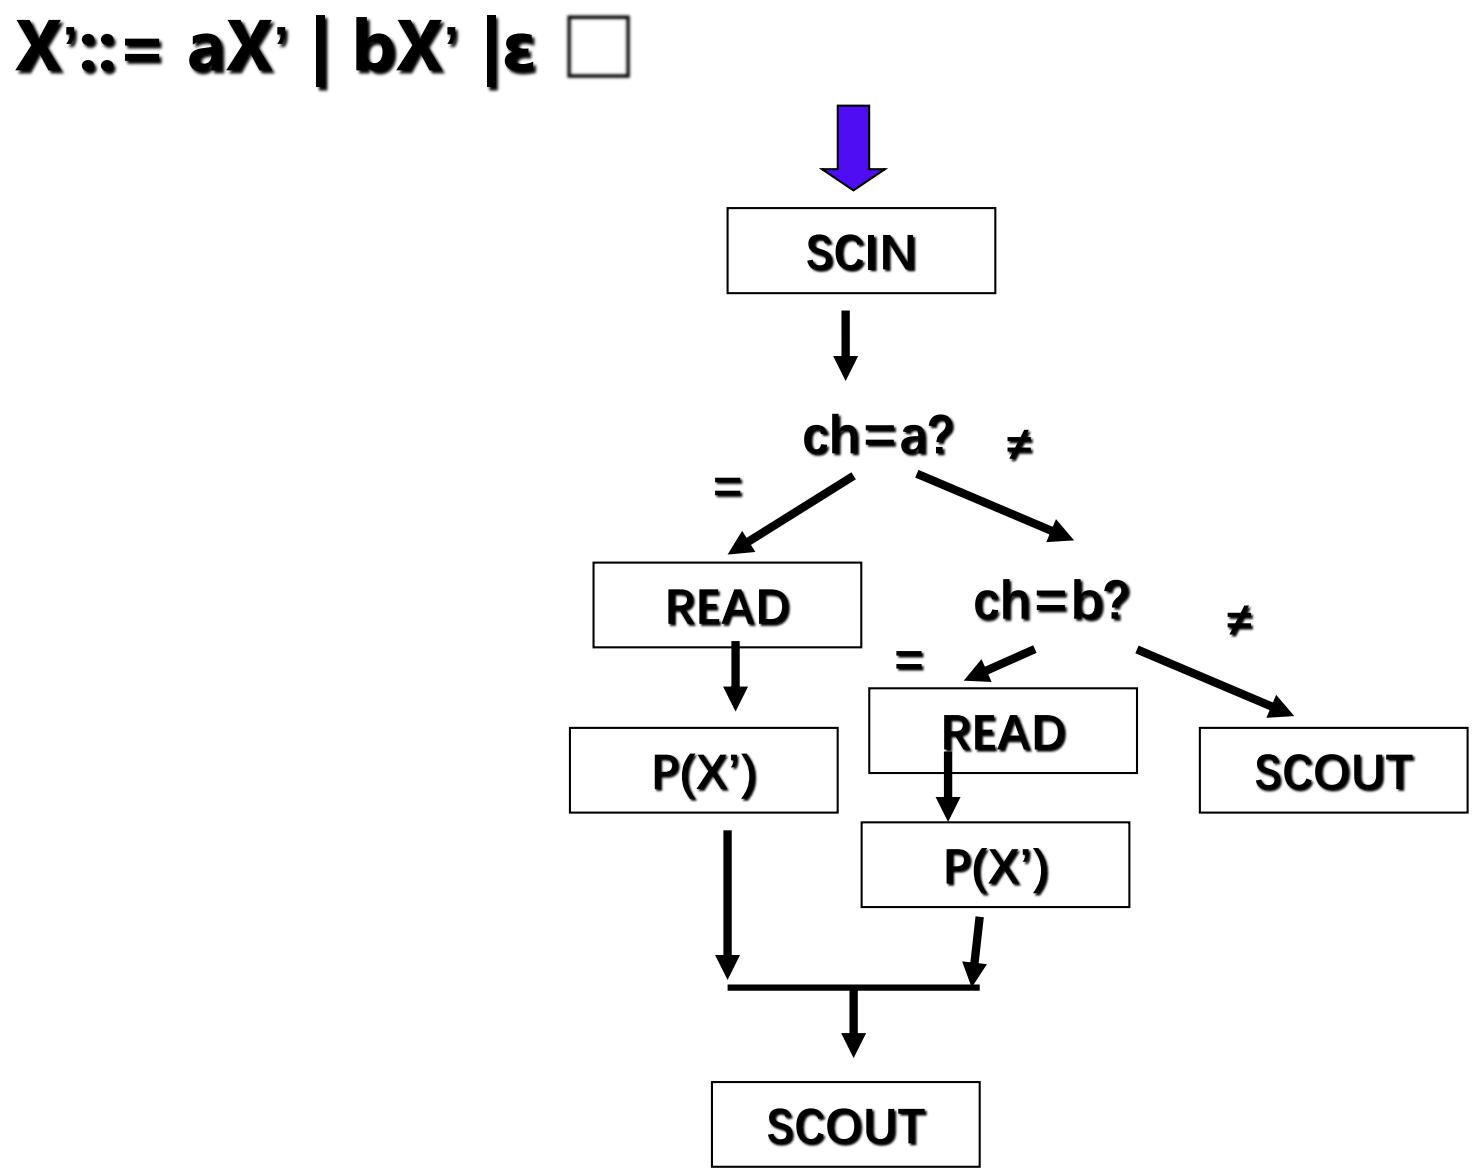 X’::= aX’ | bX’ |ε □
SCIN
ch=a? ≠
=
READ
ch=b? ≠
=
READ
P(X’)
SCOUT
P(X’)
SCOUT